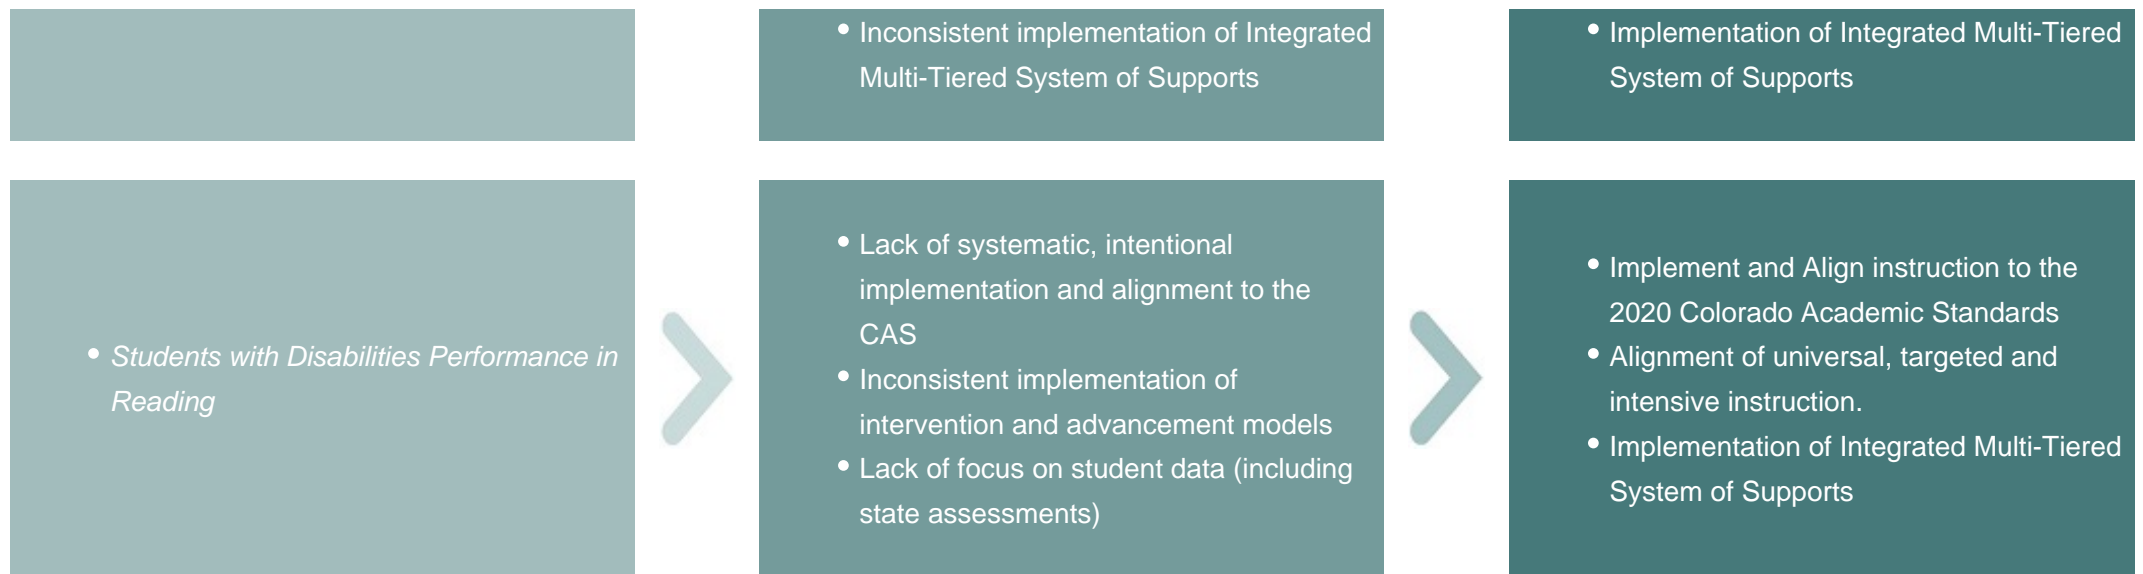 • Inconsistent implementation of Integrated
Multi-Tiered System of Supports
• Implementation of Integrated Multi-Tiered
System of Supports
• Students with Disabilities Performance in
Reading
• Lack of systematic, intentional
implementation and alignment to the
CAS
• Inconsistent implementation of
intervention and advancement models
• Lack of focus on student data (including
state assessments)
• Implement and Align instruction to the
2020 Colorado Academic Standards
• Alignment of universal, targeted and
intensive instruction.
• Implementation of Integrated Multi-Tiered
System of Supports